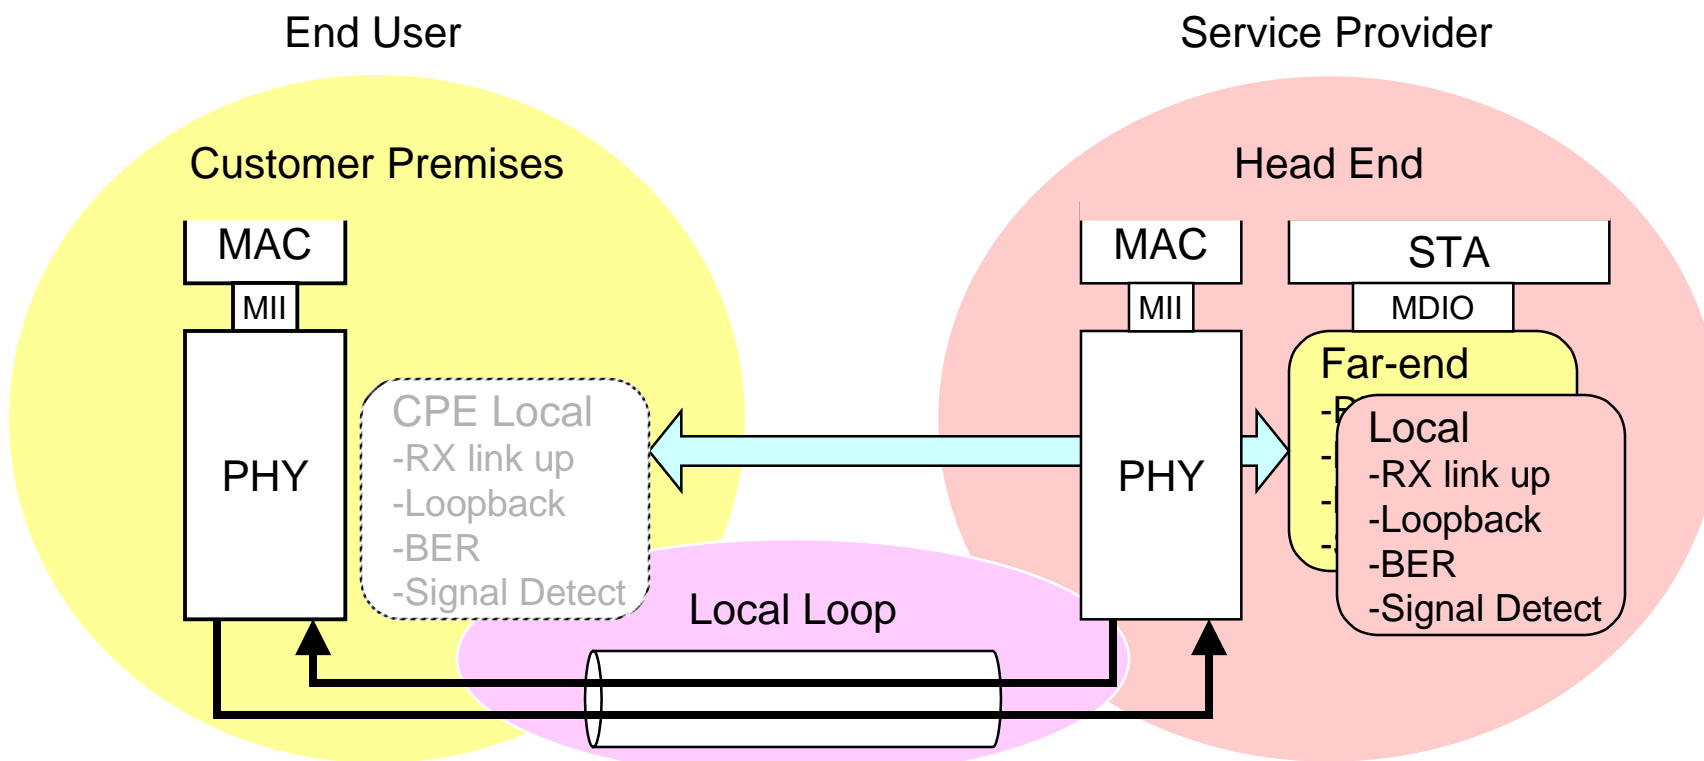 End User
Service Provider
Customer Premises
Head End
MAC
MII
PHY
CPE Local
-RX link up
-Loopback
-BER
-Signal Detect
Local Loop
MAC
MII
PHY
STA
MDIO
Far-end
Local
-RX link up
-Loopback
-BER
-Signal Detect